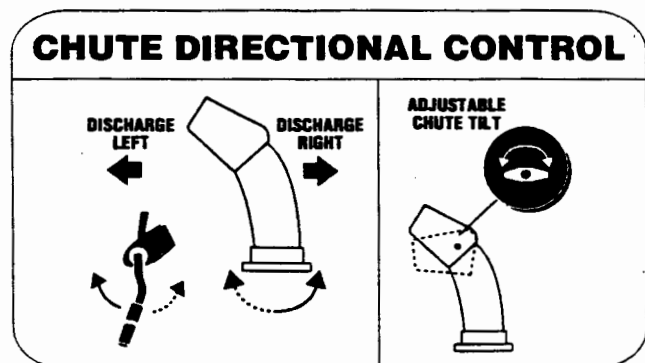 CHUTE DIRECTIONAL CONTROL
DISCHARGE
LEFT
DISCHARGE
RIGHT
ADJUSTABLE
CHUTE TILT